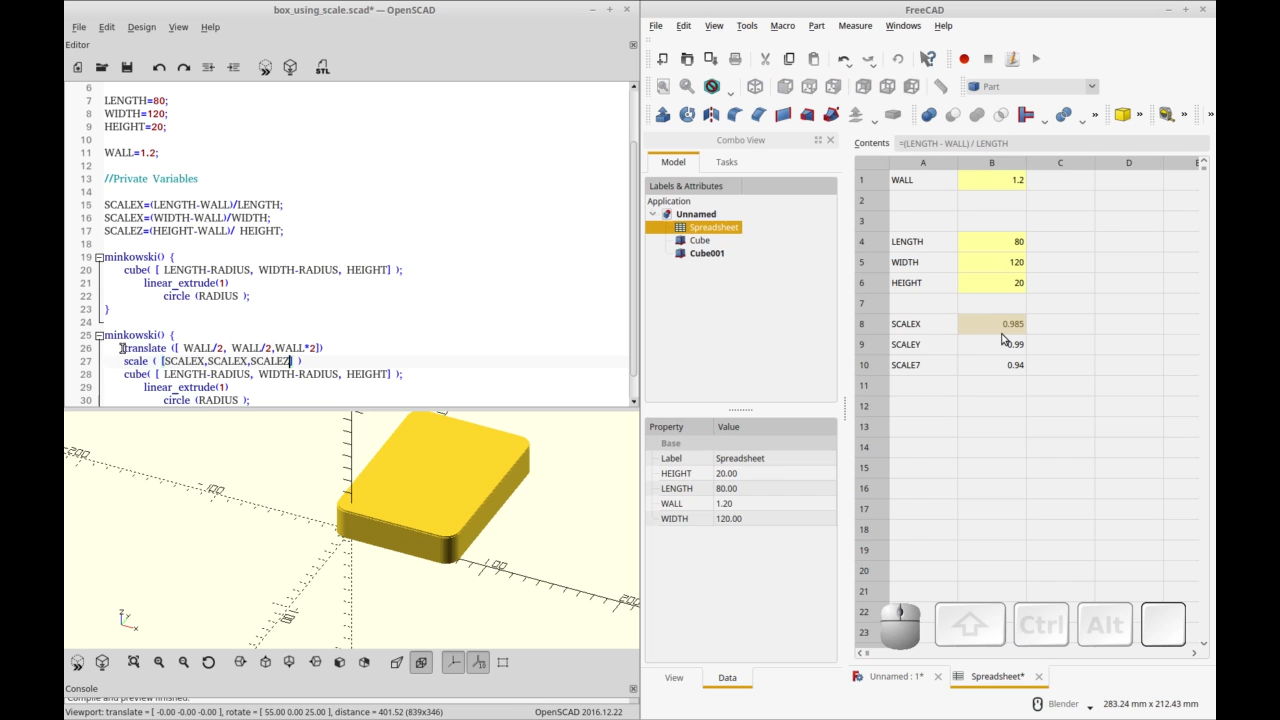 box_using_scale.scad* — OpenSCAD
File Edit Design View Help
Editor
STL
6
7 LENGTH=80;
8 WIDTH=120;
9 HEIGHT=20;
10
11 WALL=1.2;
12
13 //Private Variables
14
15 SCALEX=(LENGTH-WALL)/LENGTH;
16 SCALEX=(WIDTH-WALL)/WIDTH;
17 SCALEZ=(HEIGHT-WALL)/ HEIGHT;
18
19 minkowski() {
20 cube( [ LENGTH-RADIUS, WIDTH-RADIUS, HEIGHT] );
21 linear_extrude(1)
22 circle (RADIUS );
23 }
24
25 minkowski() {
26 translate ([ WALL/2, WALL/2,WALL*2])
27 scale ( [SCALEX,SCALEX,SCALEZ] )
28 cube( [ LENGTH-RADIUS, WIDTH-RADIUS, HEIGHT] );
29 linear_extrude(1)
30 circle (RADIUS );
Console
Compile and preview finished.
Viewport: translate = [ -0.00 -0.00 -0.00 ], rotate = [ 55.00 0.00 25.00 ], distance = 401.52 (839x346) OpenSCAD 2016.12.22
FreeCAD
File Edit View Tools Macro Part Measure Windows Help
Part
Combo View
Model Tasks
Labels & Attributes
Application
Unnamed
Spreadsheet
Cube
Cube001
Property Value
Base
Label Spreadsheet
HEIGHT 20.00
LENGTH 80.00
WALL 1.20
WIDTH 120.00
View Data
Contents =(LENGTH - WALL) / LENGTH
A B C D E
1 WALL 1.2
2
3
4 LENGTH 80
5 WIDTH 120
6 HEIGHT 20
7
8 SCALEX 0.985
9 SCALEY 0.99
10 SCALE7 0.94
11
12
13
14
15
16
17
18
19
20
21
22
23
Ctrl Alt
Unnamed : 1* Spreadsheet*
Blender 283.24 mm x 212.43 mm